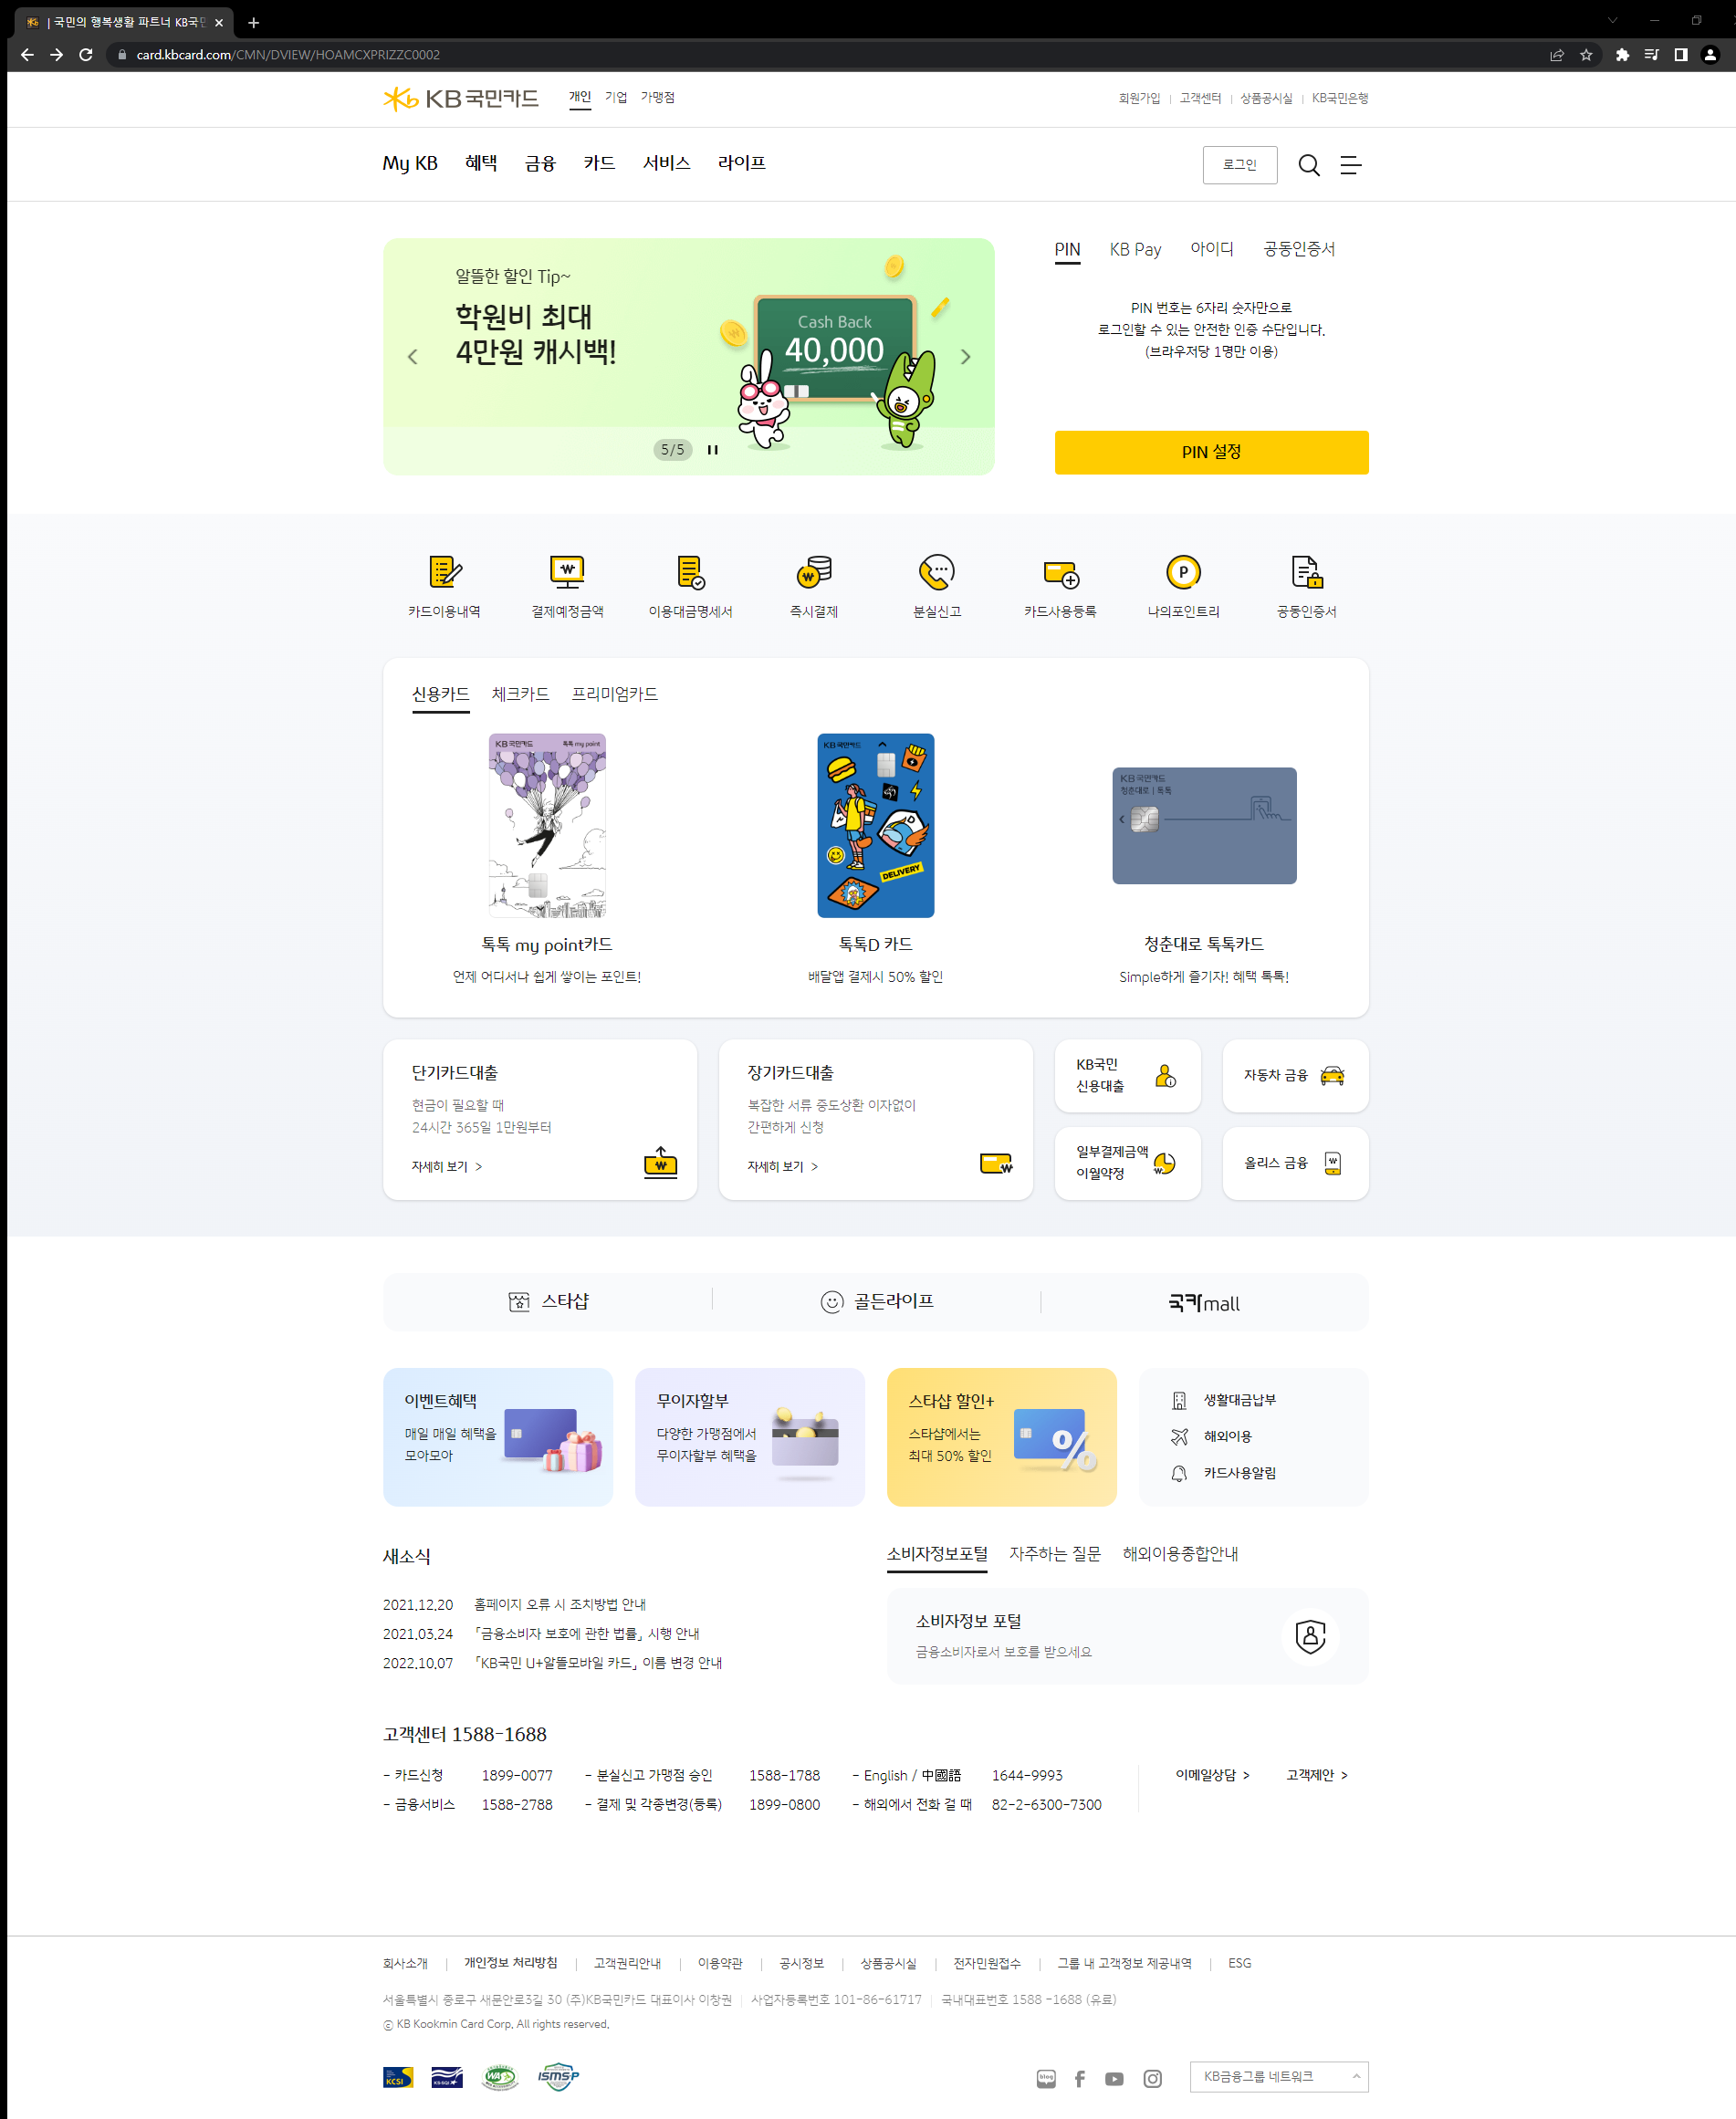 | 국민의 행복생활 파트너 KB국민
card.kbcard.com/CMN/DVIEW/HOAMCXPRIZZC0002
KB 국민카드
개인 기업 가맹점
회원가입 고객센터 상품공시실 KB국민은행
My KB 혜택 금융 카드 서비스 라이프
로그인
알뜰한 할인 Tip~
학원비 최대
4만원 캐시백!
Cash Back
40,000
5/5
PIN KB Pay 아이디 공동인증서
PIN 번호는 6자리 숫자만으로
로그인할 수 있는 안전한 인증 수단입니다.
(브라우저당 1명만 이용)
PIN 설정
카드이용내역 결제예정금액 이용대금명세서 즉시결제 분실신고 카드사용등록 나의포인트리 공동인증서
신용카드 체크카드 프리미엄카드
KB국민카드 톡톡 my point
KB국민카드
DELIVERY
KB국민카드
청춘대로 | 톡톡
톡톡 my point카드
언제 어디서나 쉽게 쌓이는 포인트!
톡톡D 카드
배달앱 결제시 50% 할인
청춘대로 톡톡카드
Simple하게 즐기자! 혜택 톡톡!
단기카드대출
현금이 필요할 때
24시간 365일 1만원부터
자세히 보기 >
장기카드대출
복잡한 서류 중도상환 이자없이
간편하게 신청
자세히 보기 >
KB국민
신용대출
자동차 금융
일부결제금액
이월약정
올리스 금융
스타샵
골든라이프
국카mall
이벤트혜택
매일 매일 혜택을
모아모아
무이자할부
다양한 가맹점에서
무이자할부 혜택을
스타샵 할인+
스타샵에서는
최대 50% 할인
생활대금납부
해외이용
카드사용알림
새소식
2021.12.20 홈페이지 오류 시 조치방법 안내
2021.03.24 「금융소비자 보호에 관한 법률」 시행 안내
2022.10.07 「KB국민 U+알뜰모바일 카드」 이름 변경 안내
소비자정보포털 자주하는 질문 해외이용종합안내
소비자정보 포털
금융소비자로서 보호를 받으세요
고객센터 1588-1688
- 카드신청 1899-0077 - 분실신고 가맹점 승인 1588-1788 - English / 中國語 1644-9993
- 금융서비스 1588-2788 - 결제 및 각종변경(등록) 1899-0800 - 해외에서 전화 걸 때 82-2-6300-7300
이메일상담 > 고객제안 >
회사소개 개인정보 처리방침 고객권리안내 이용약관 공시정보 상품공시실 전자민원접수 그룹 내 고객정보 제공내역 ESG
서울특별시 종로구 새문안로3길 30 (주)KB국민카드 대표이사 이창권 사업자등록번호 101-86-61717 국내대표번호 1588 -1688 (유료)
ⓒ KB Kookmin Card Corp. All rights reserved.
KCSI
WA
ISMS-P
blog
KB금융그룹 네트워크